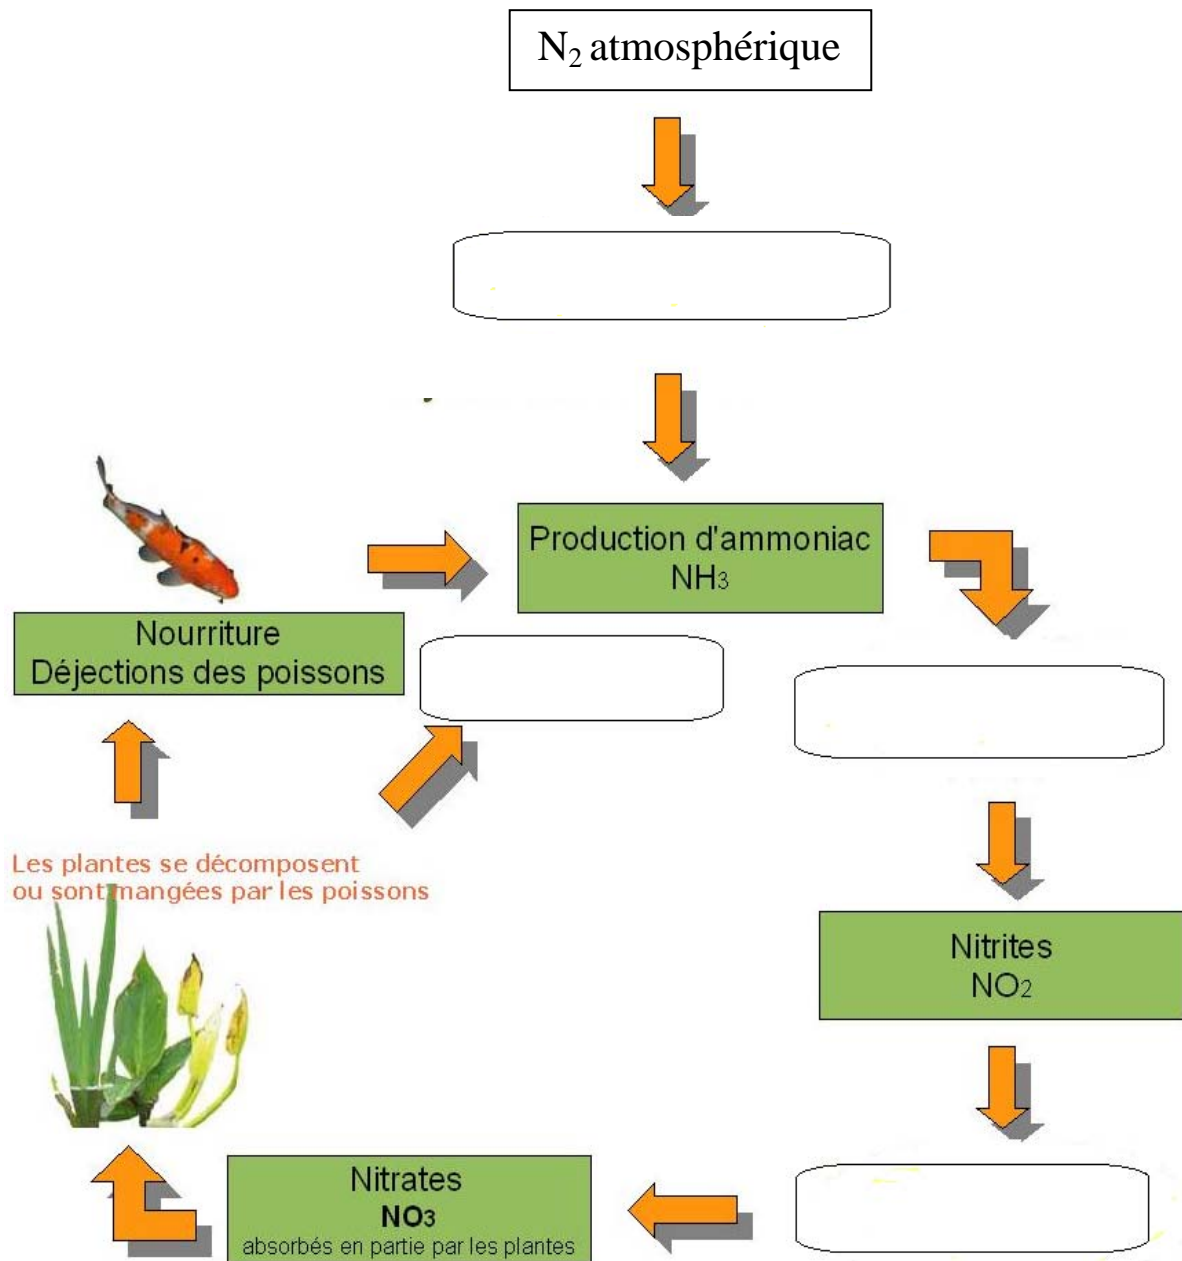 N₂ atmosphérique
Production d'ammoniac
NH₃
Nourriture
Déjections des poissons
Les plantes se décomposent
ou sont mangées par les poissons
Nitrites
NO₂
Nitrates
NO₃
absorbés en partie par les plantes